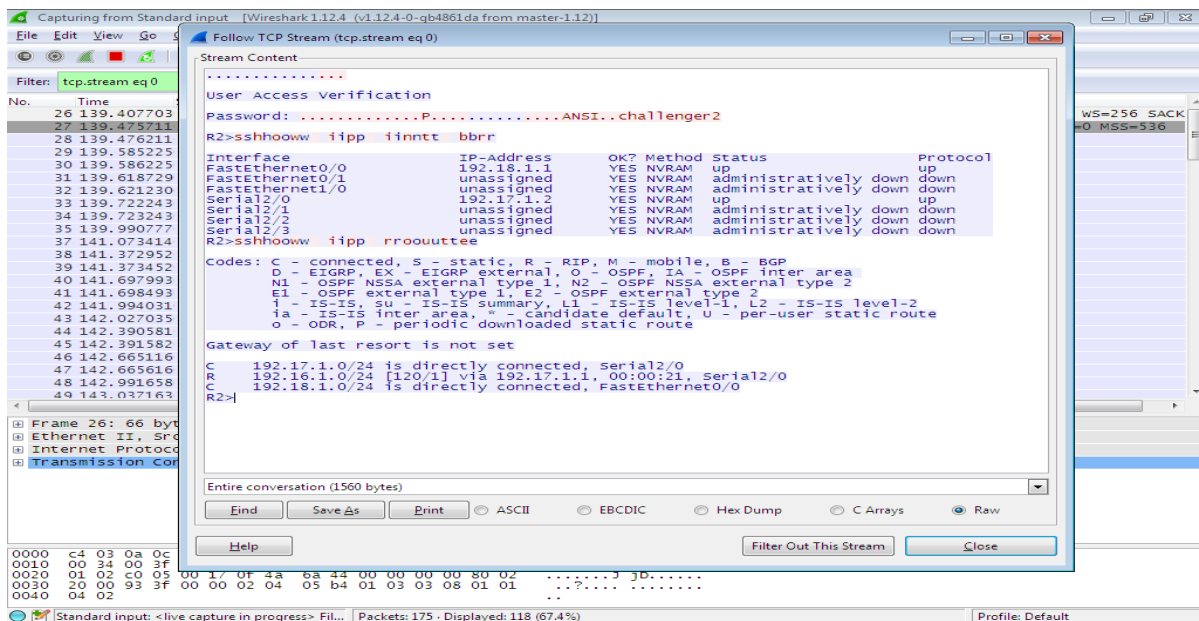 Capturing from Standard input [Wireshark 1.12.4 (v1.12.4-0-gb4861da from master-1.12)]
File Edit View Go
Follow TCP Stream (tcp.stream eq 0)
Stream Content
Filter: tcp.stream eq 0
...............
User Access Verification
Password: .............P..............ANSI..challenger2
R2>sshhooww iipp iinntt bbrr
Interface IP-Address OK? Method Status Protocol
FastEthernet0/0 192.18.1.1 YES NVRAM up up
FastEthernet0/1 unassigned YES NVRAM administratively down down
FastEthernet1/0 unassigned YES NVRAM administratively down down
Serial2/0 192.17.1.2 YES NVRAM up up
Serial2/1 unassigned YES NVRAM administratively down down
Serial2/2 unassigned YES NVRAM administratively down down
Serial2/3 unassigned YES NVRAM administratively down down
R2>sshhooww iipp rroouuttee
Codes: C - connected, S - static, R - RIP, M - mobile, B - BGP
D - EIGRP, EX - EIGRP external, O - OSPF, IA - OSPF inter area
N1 - OSPF NSSA external type 1, N2 - OSPF NSSA external type 2
E1 - OSPF external type 1, E2 - OSPF external type 2
i - IS-IS, su - IS-IS summary, L1 - IS-IS level-1, L2 - IS-IS level-2
ia - IS-IS inter area, * - candidate default, U - per-user static route
o - ODR, P - periodic downloaded static route
Gateway of last resort is not set
C 192.17.1.0/24 is directly connected, Serial2/0
R 192.16.1.0/24 [120/1] via 192.17.1.1, 00:00:21, Serial2/0
C 192.18.1.0/24 is directly connected, FastEthernet0/0
R2>
No. Time
26 139.407703 WS=256 SACK
27 139.475711 =0 MSS=536
28 139.476211
29 139.585225
30 139.586225
31 139.618729
32 139.621230
33 139.722243
34 139.723243
35 139.990777
37 141.073414
38 141.372952
39 141.373452
40 141.697993
41 141.698493
42 141.994031
43 142.027035
44 142.390581
45 142.391582
46 142.665116
47 142.665616
48 142.991658
49 143.037163
Frame 26: 66 byt
Ethernet II, Src
Internet Protoco
Transmission Con
Entire conversation (1560 bytes)
Find Save As Print ASCII EBCDIC Hex Dump C Arrays Raw
Help Filter Out This Stream Close
0000 c4 03 0a 0c
0010 00 34 00 3f
0020 01 02 c0 05 00 17 0f 4a 6a 44 00 00 00 00 80 02 .......J jD......
0030 20 00 93 3f 00 00 02 04 05 b4 01 03 03 08 01 01 ..?.... ........
0040 04 02 ..
Standard input: <live capture in progress> Fil... Packets: 175 · Displayed: 118 (67.4%) Profile: Default